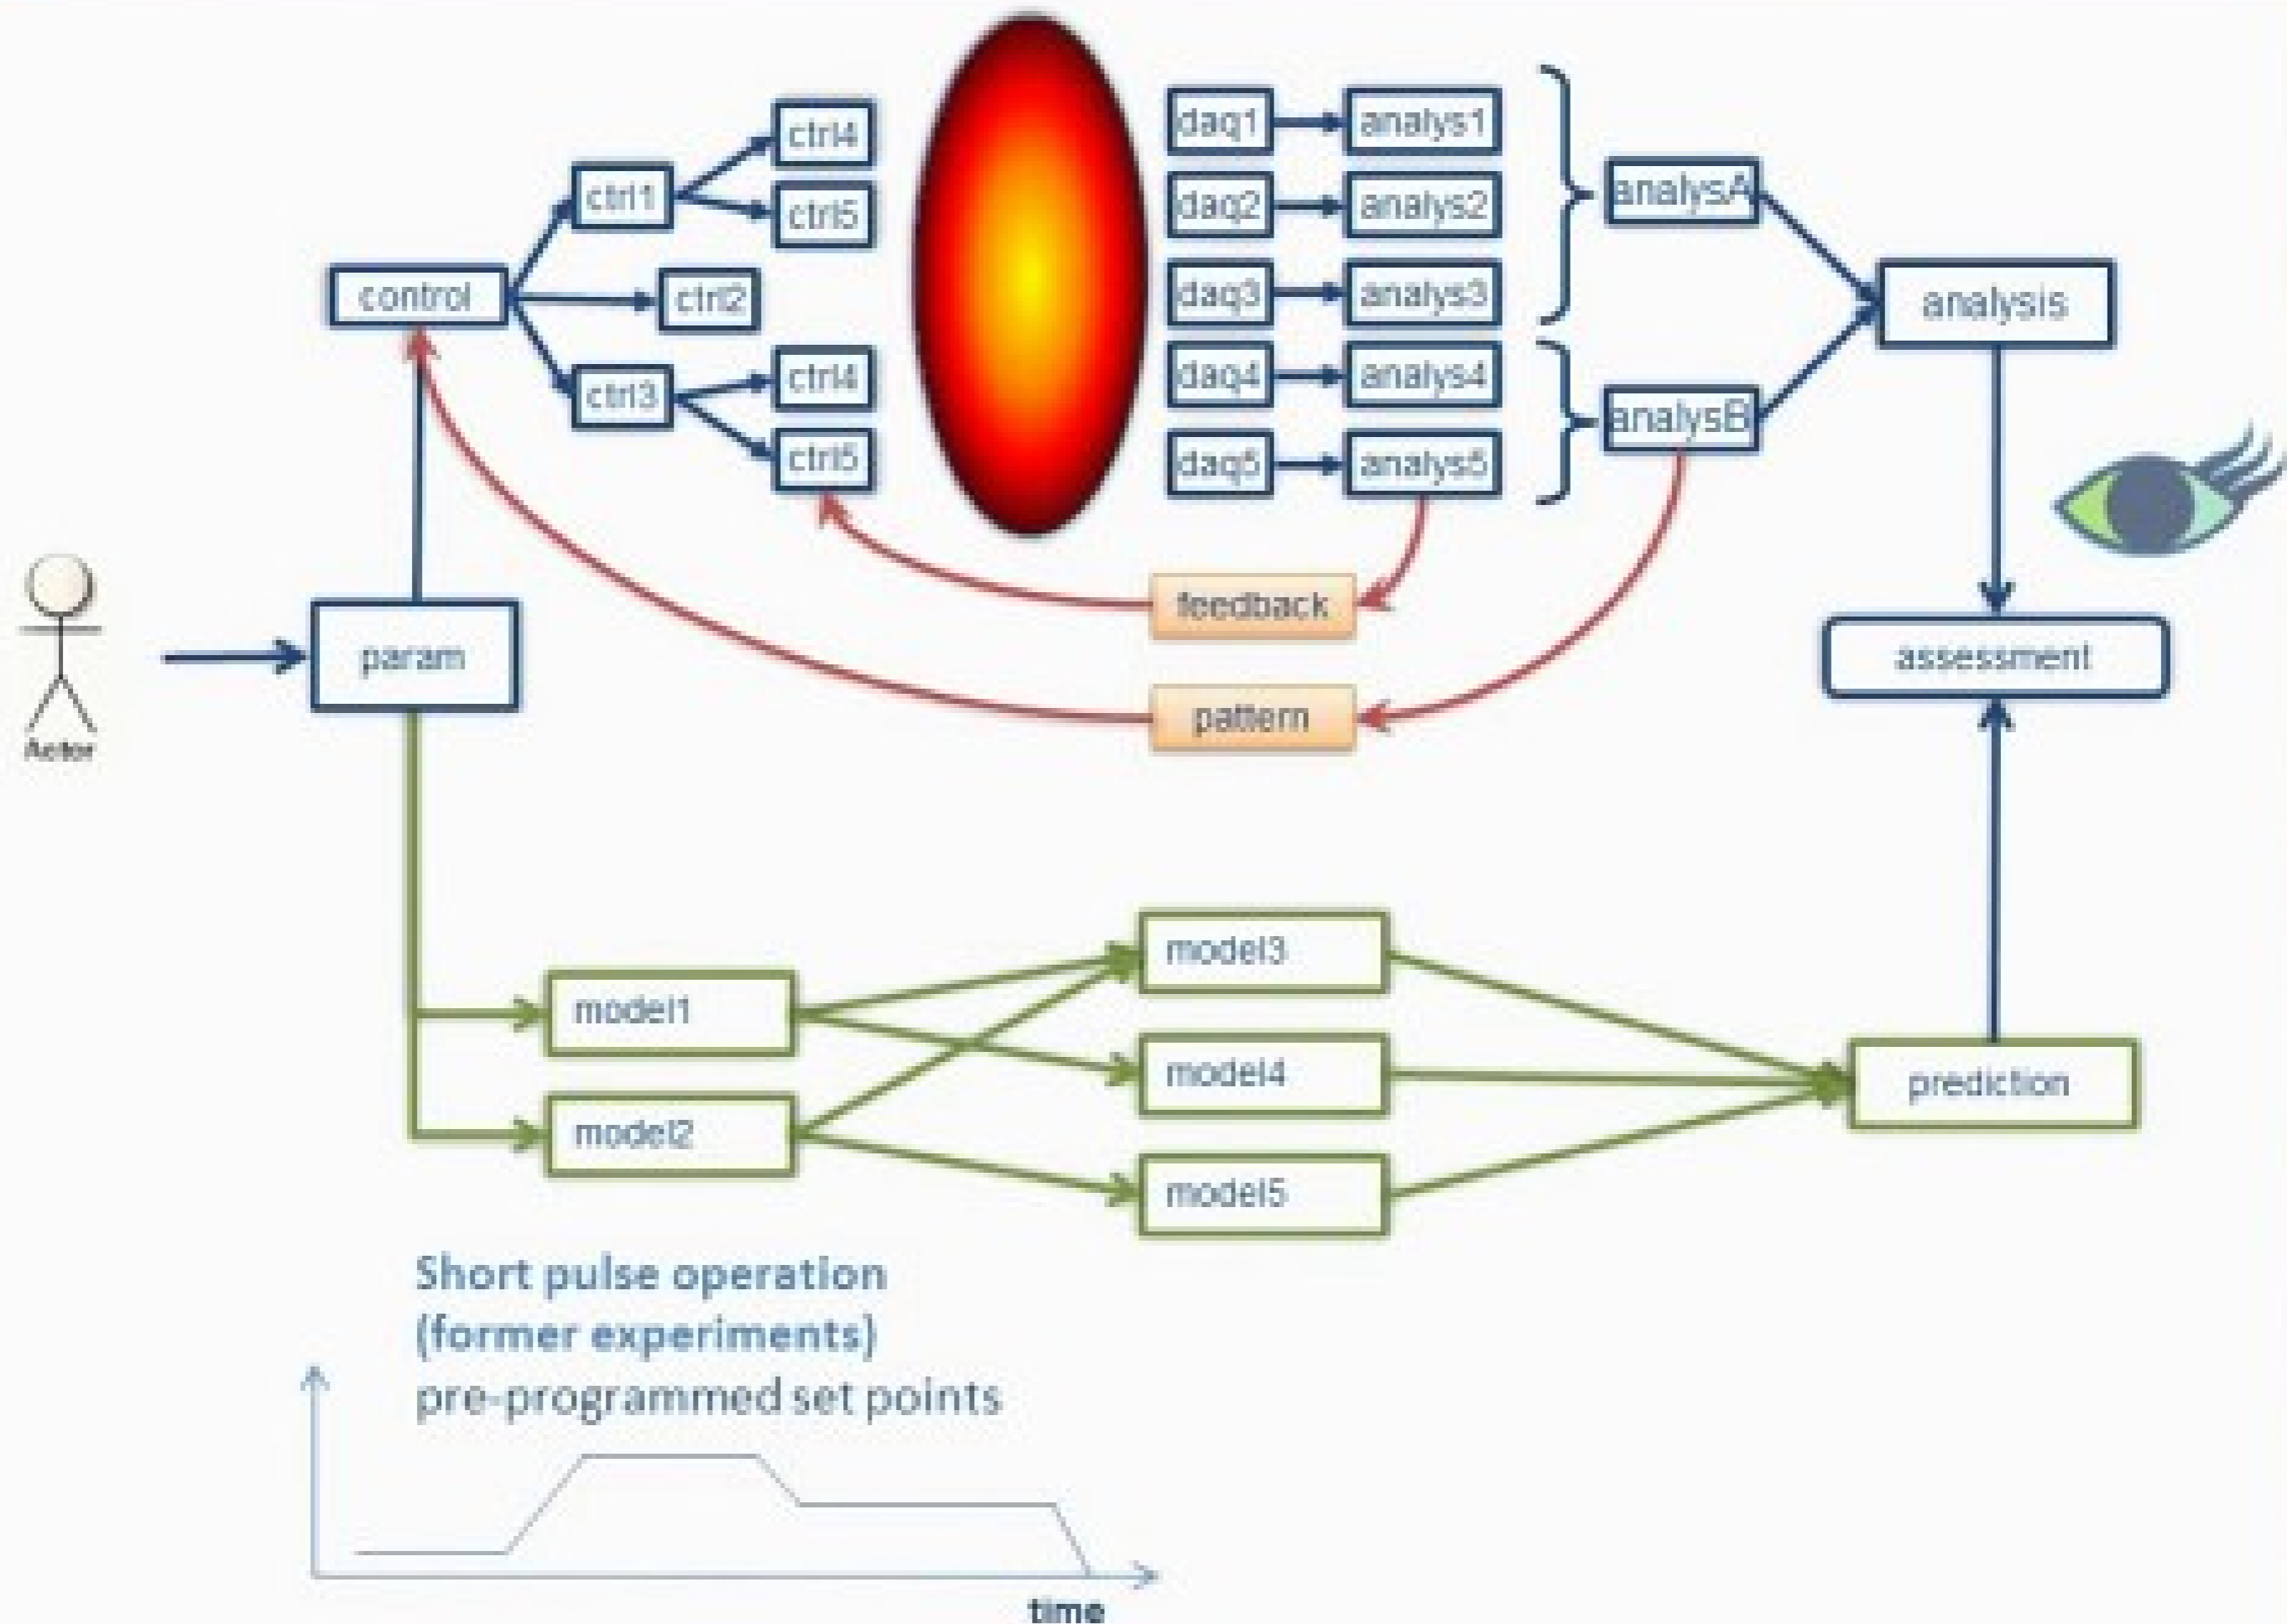 ctrl4
daq1
analys1
ctrl1
analysA
daq2
analys2
ctrl5
control
ctrl2
daq3
analys3
analysis
ctrl3
ctrl4
daq4
analys4
analysB
ctrl5
daq5
analys5
feedback
param
assessment
pattern
Actor
model3
model1
model4
prediction
model2
model5
Short pulse operation
(former experiments)
pre-programmed set points
time